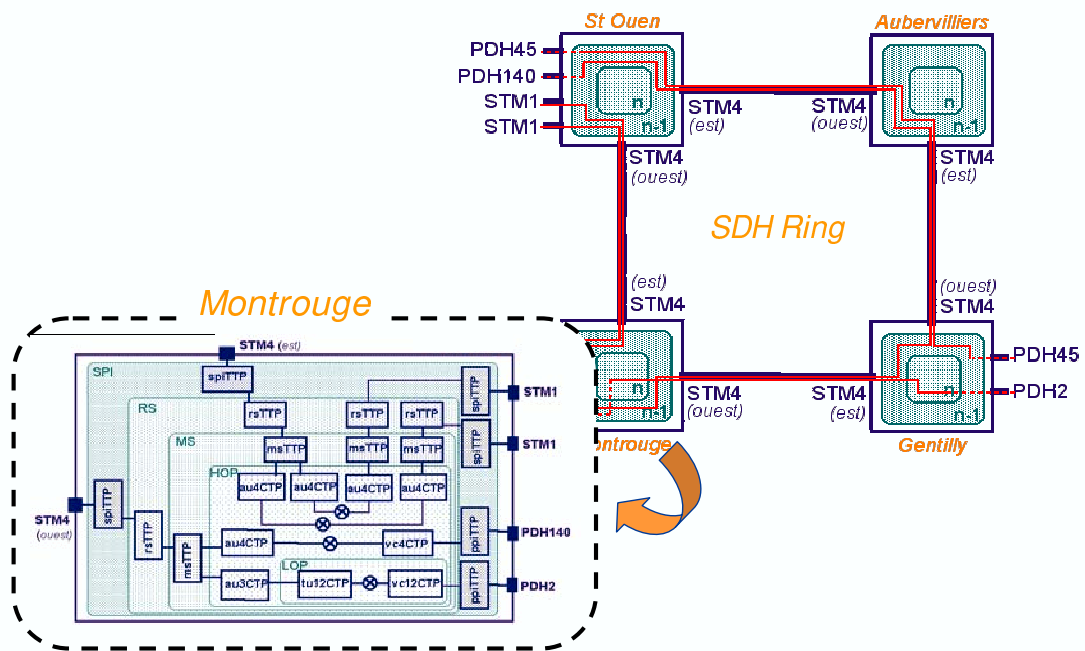 St Ouen
Aubervilliers
PDH45
PDH140
STM1
STM1
n
n-1
STM4
(est)
STM4
(ouest)
n
n-1
STM4
(ouest)
STM4
(est)
SDH Ring
(est)
STM4
(ouest)
STM4
n
n-1
STM4
(ouest)
STM4
(est)
n
n-1
PDH45
PDH2
ontrouge
Gentilly
Montrouge
STM4 (est)
SPI
spiTTP
spiTTP
STM1
RS
rsTTP
rsTTP
rsTTP
MS
msTTP
msTTP
msTTP
spiTTP
STM1
HOP
au4CTP
au4CTP
au4CTP
au4CTP
STM4
(ouest)
spiTTP
rsTTP
msTTP
au4CTP
vc4CTP
ppiTTP
PDH140
LOP
au3CTP
tu12CTP
vc12CTP
ppiTTP
PDH2